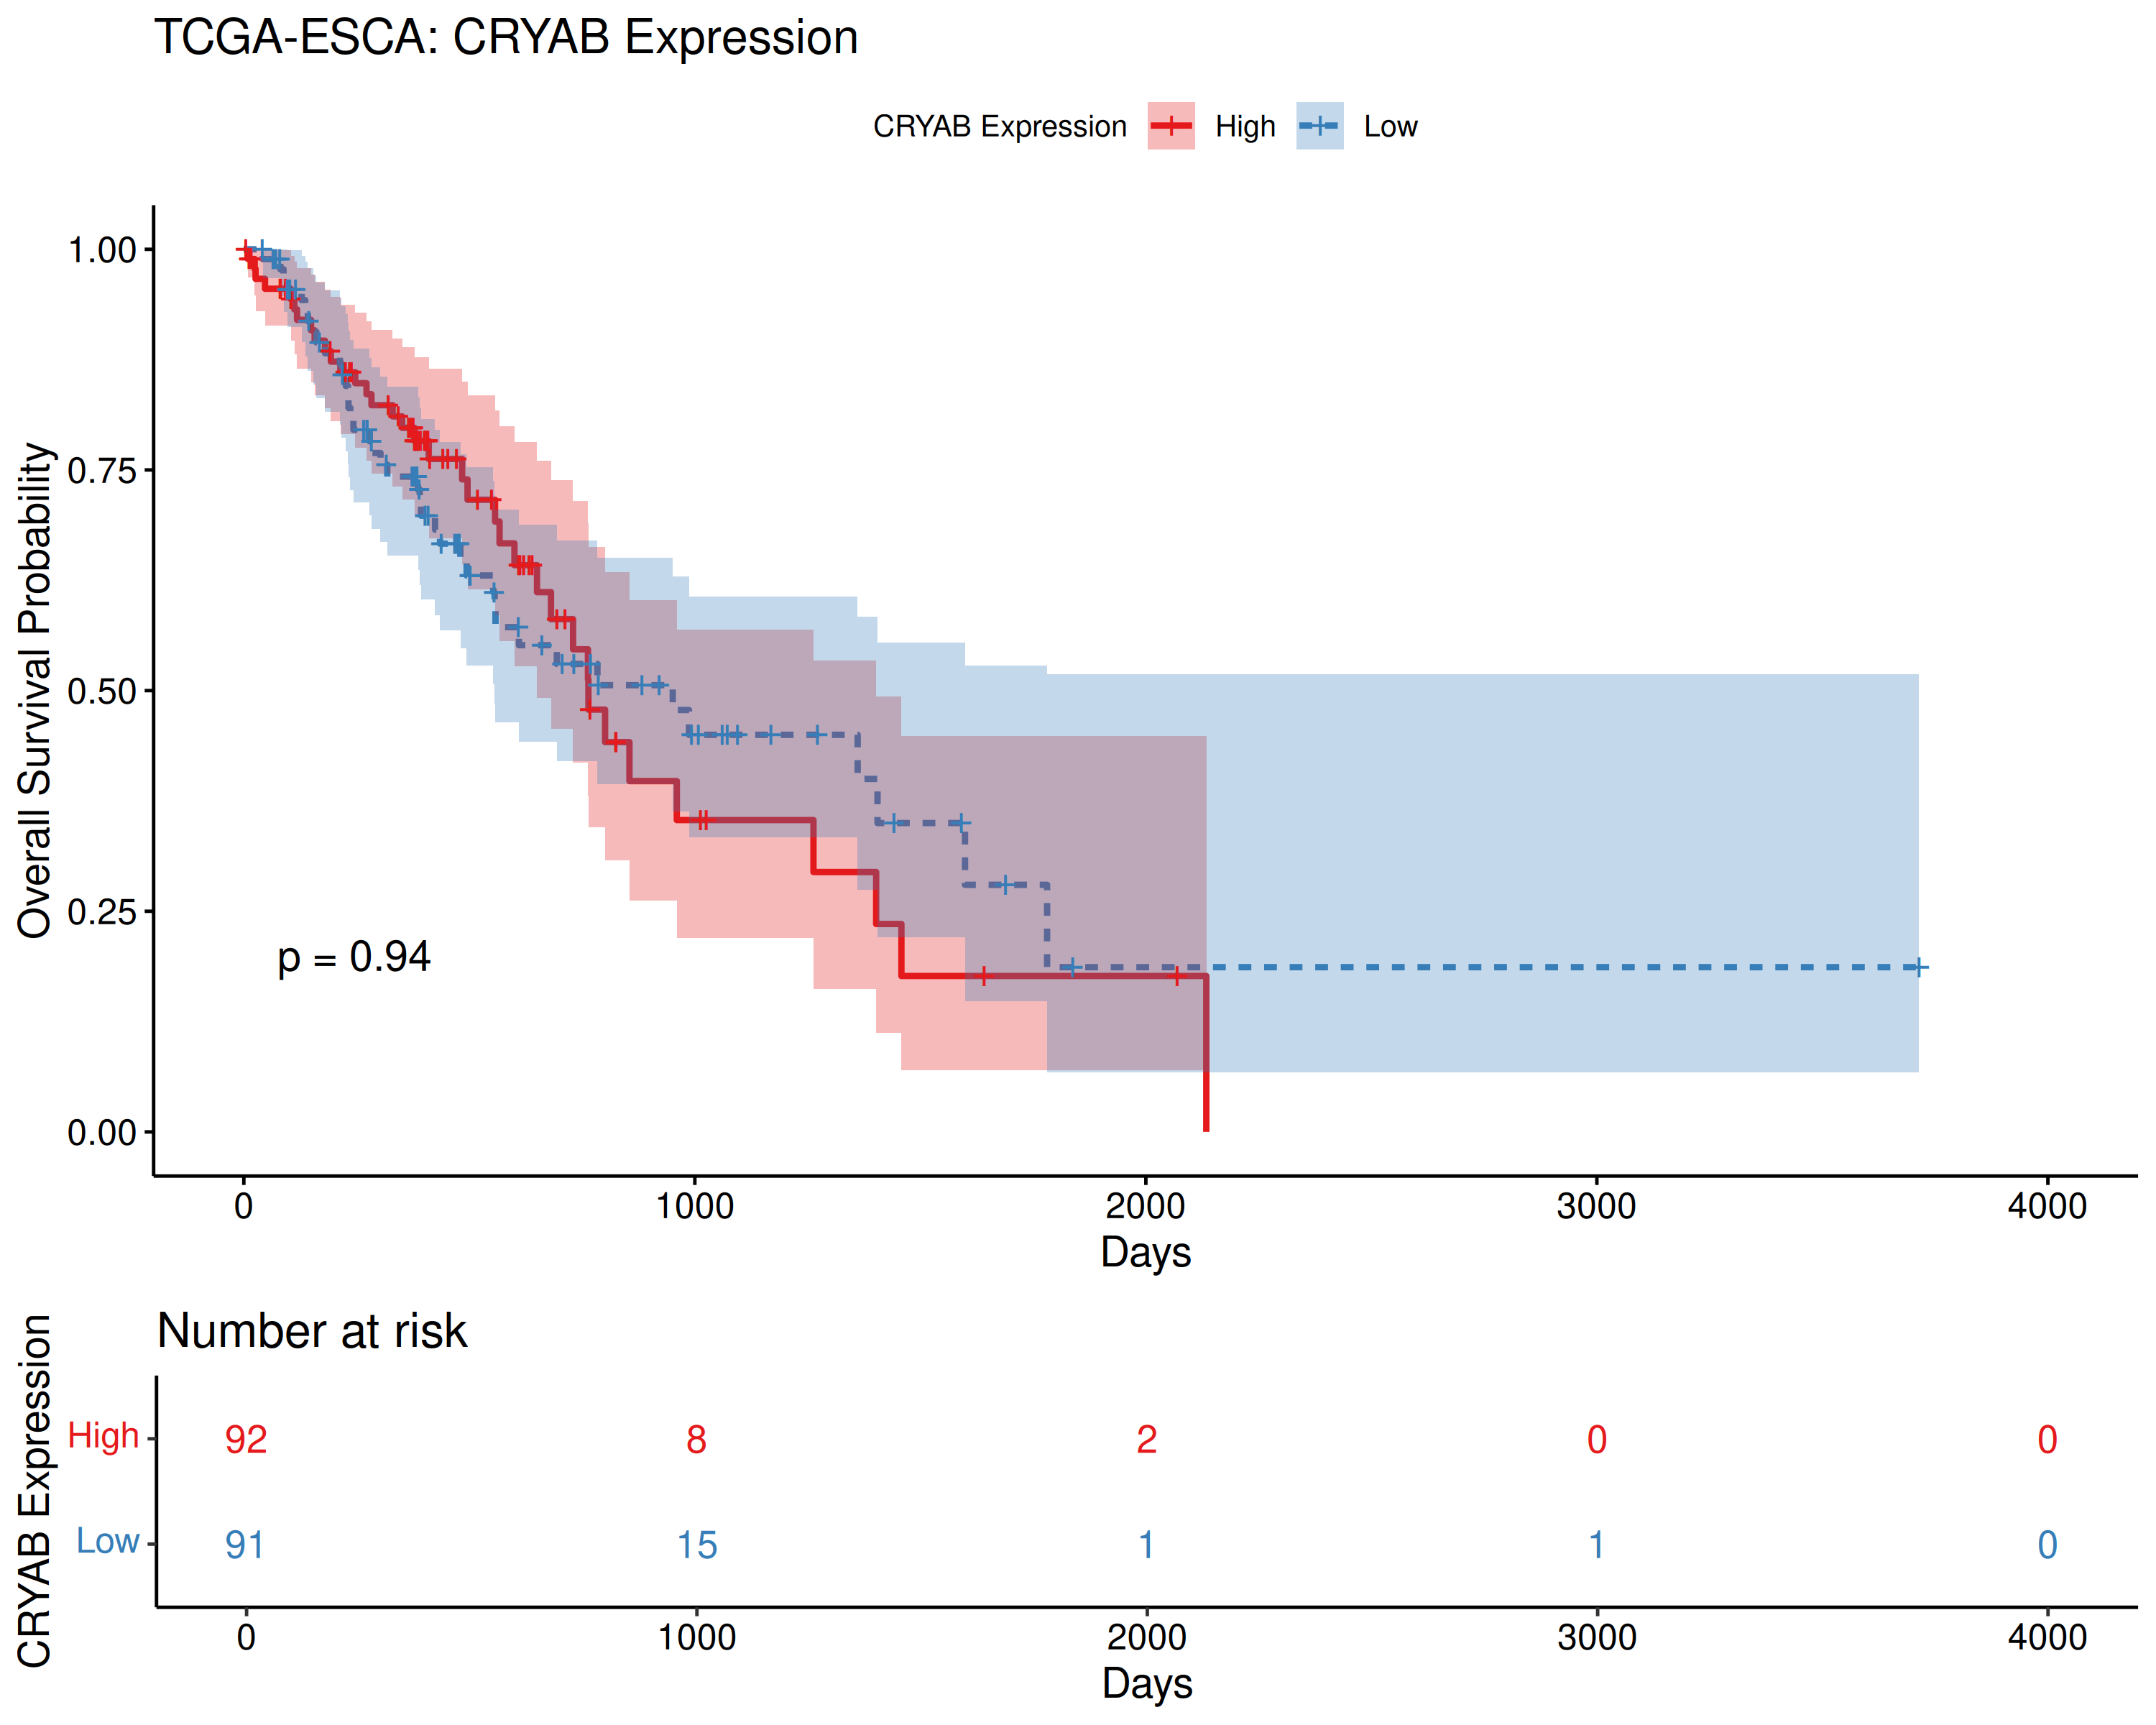 TCGA-ESCA: CRYAB Expression
CRYAB Expression High Low
Overall Survival Probability
1.00
0.75
0.50
0.25
0.00
p = 0.94
0 1000 2000 3000 4000
Days
Number at risk
CRYAB Expression
High 92 8 2 0 0
Low 91 15 1 1 0
0 1000 2000 3000 4000
Days